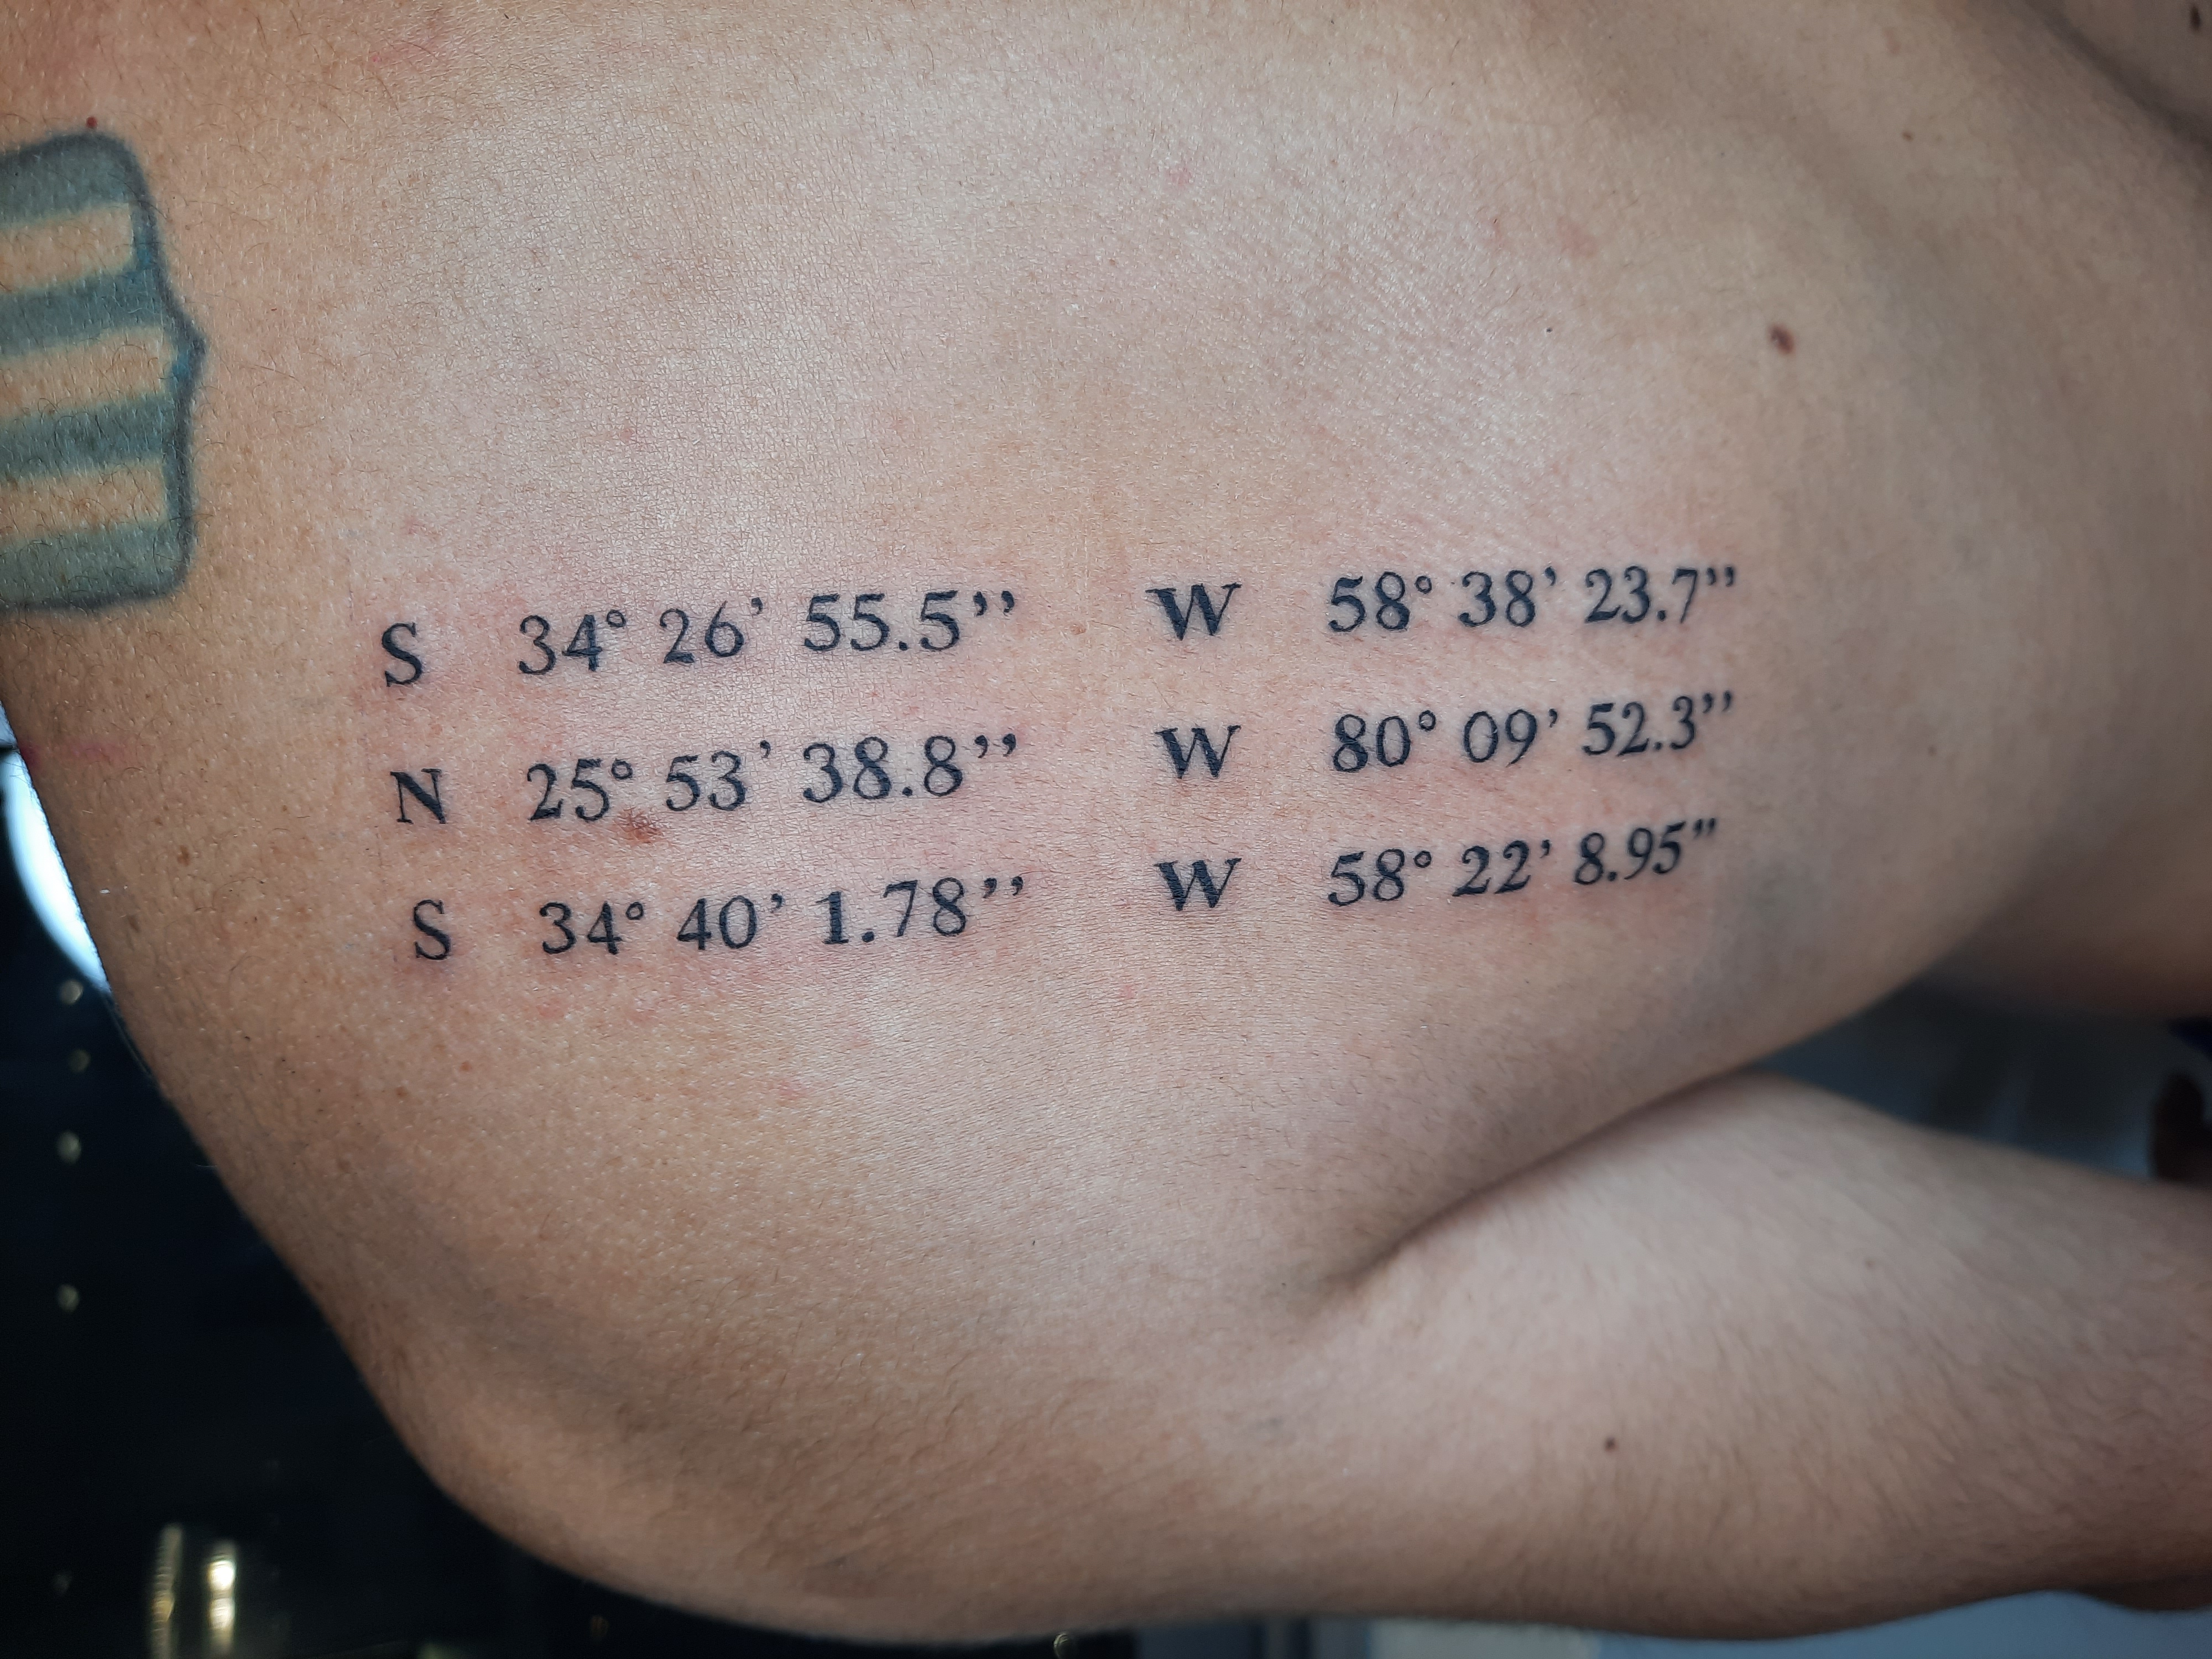 S 34° 26’ 55.5’’ W 58° 38’ 23.7’’
N 25° 53’ 38.8’’ W 80° 09’ 52.3’’
S 34° 40’ 1.78’’ W 58° 22’ 8.95’’